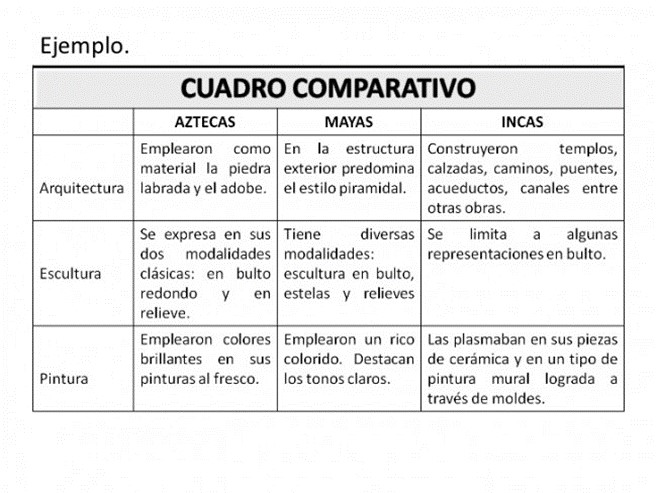 Ejemplo.
CUADRO COMPARATIVO
AZTECAS MAYAS INCAS
Arquitectura
Emplearon como
material la piedra
labrada y el adobe.
En la estructura
exterior predomina
el estilo piramidal.
Construyeron templos,
calzadas, caminos, puentes,
acueductos, canales entre
otras obras.
Escultura
Se expresa en sus
dos modalidades
clásicas: en bulto
redondo y en
relieve.
Tiene diversas
modalidades:
escultura en bulto,
estelas y relieves
Se limita a algunas
representaciones en bulto.
Pintura
Emplearon colores
brillantes en sus
pinturas al fresco.
Emplearon un rico
colorido. Destacan
los tonos claros.
Las plasmaban en sus piezas
de cerámica y en un tipo de
pintura mural lograda a
través de moldes.